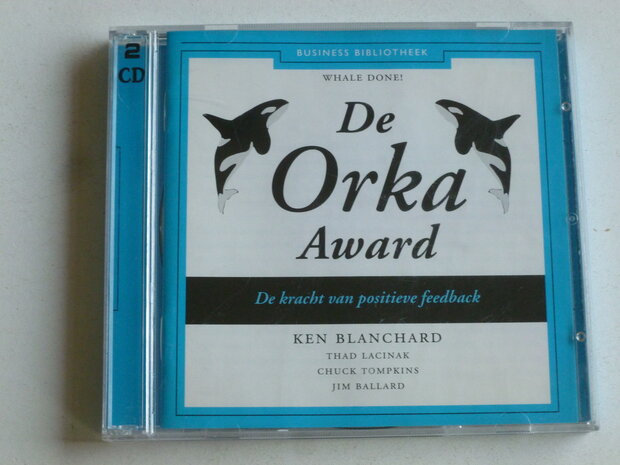 2
CD
BUSINESS BIBLIOTHEEK
WHALE DONE!
De
Orka
Award
De kracht van positieve feedback
KEN BLANCHARD
THAD LACINAK
CHUCK TOMPKINS
JIM BALLARD